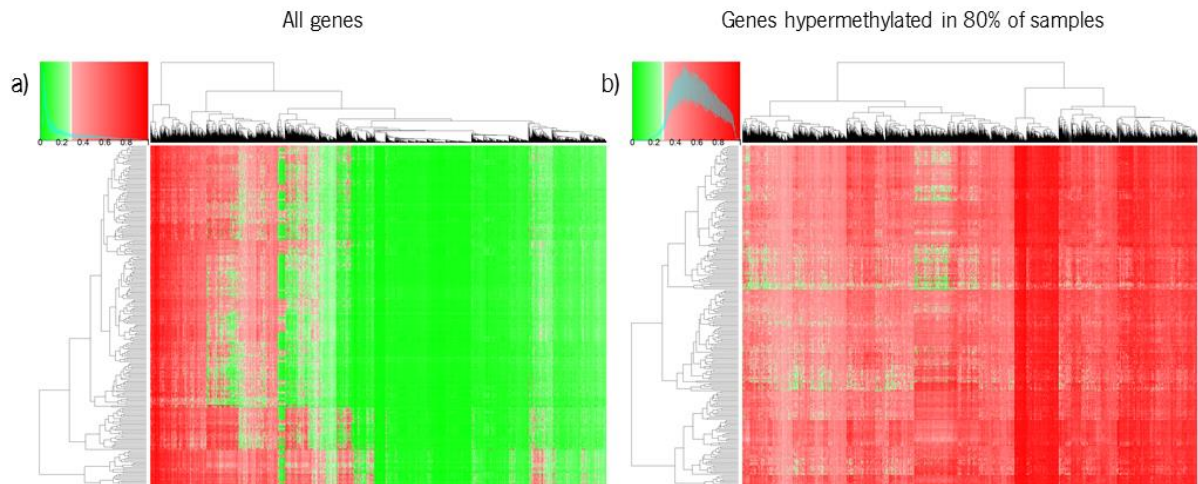 All genes
Genes hypermethylated in 80% of samples
a)
0 0.2 0.4 0.6 0.8
b)
0 0.2 0.4 0.6 0.8